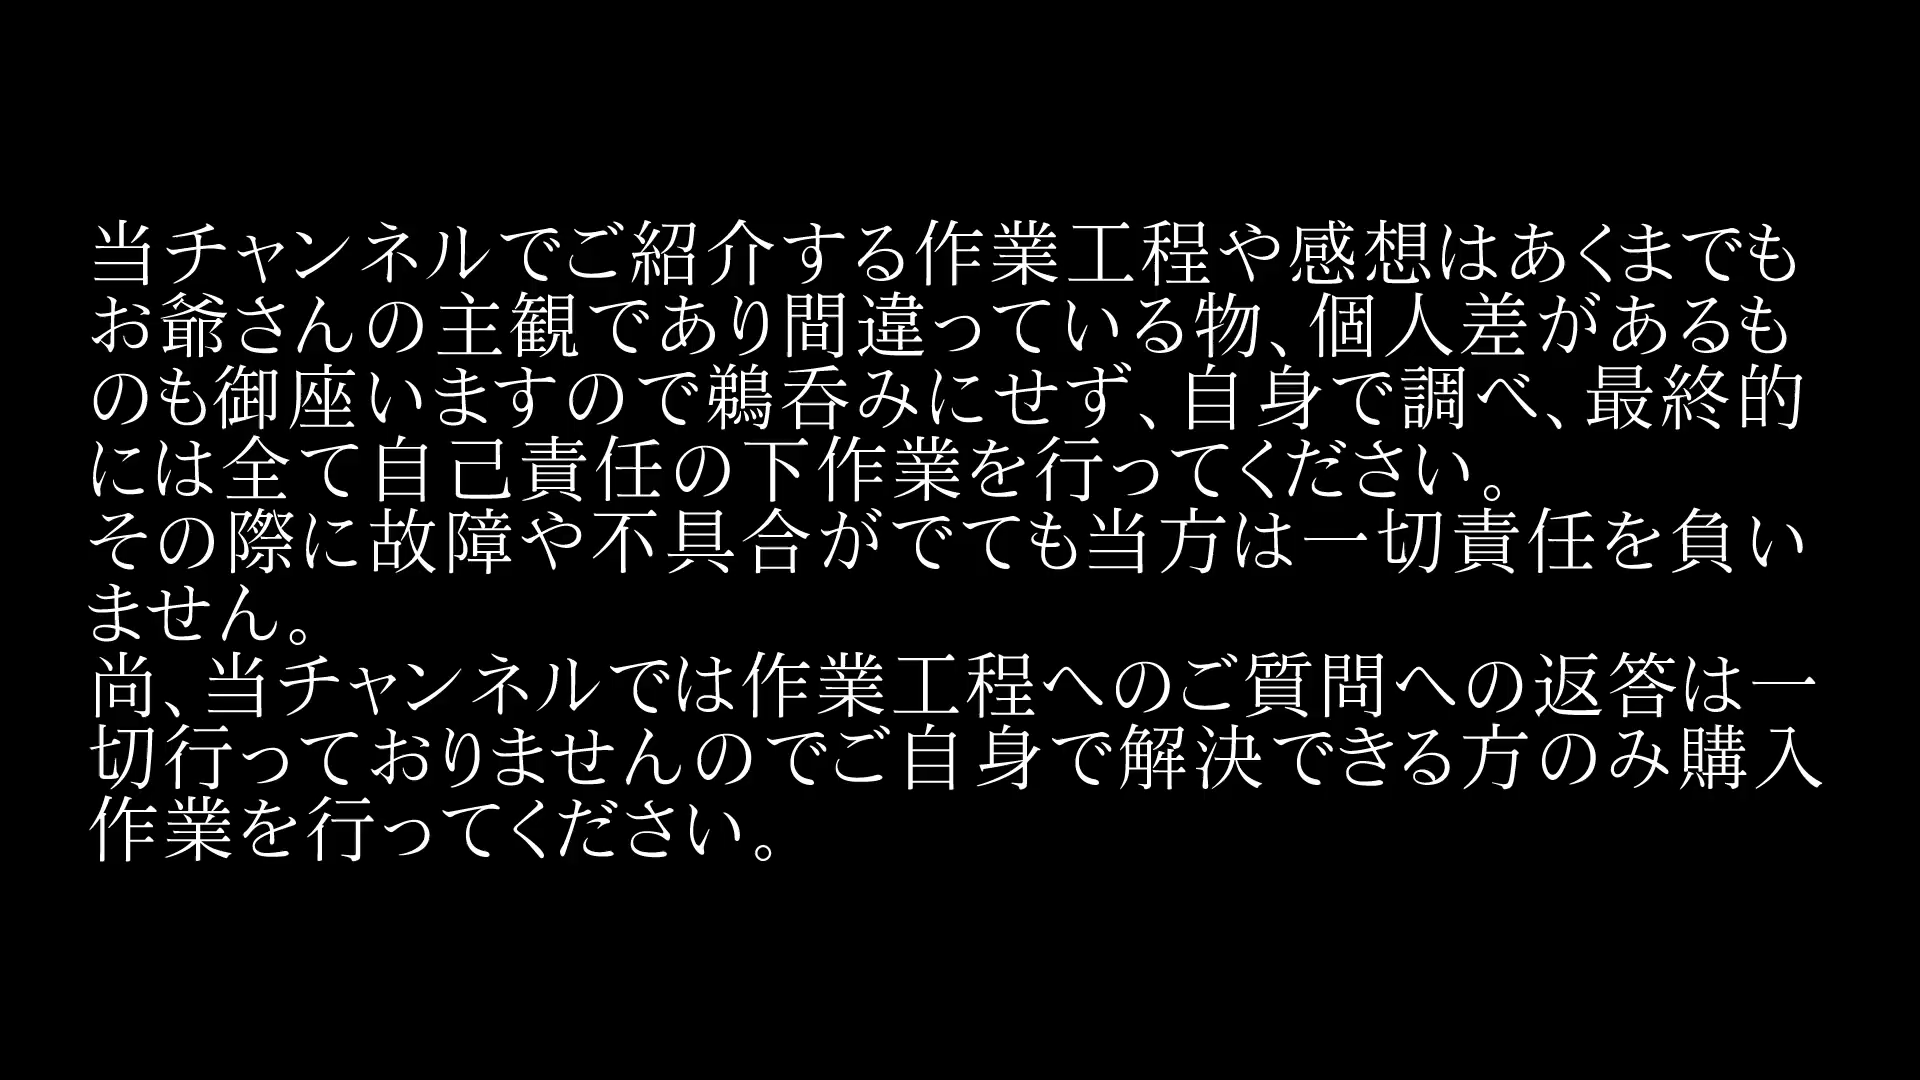 当チャンネルでご紹介する作業工程や感想はあくまでも
お爺さんの主観であり間違っている物、個人差があるも
のも御座いますので鵜呑みにせず、自身で調べ、最終的
には全て自己責任の下作業を行ってください。
その際に故障や不具合がでても当方は一切責任を負い
ません。
尚、当チャンネルでは作業工程へのご質問への返答は一
切行っておりませんのでご自身で解決できる方のみ購入
作業を行ってください。